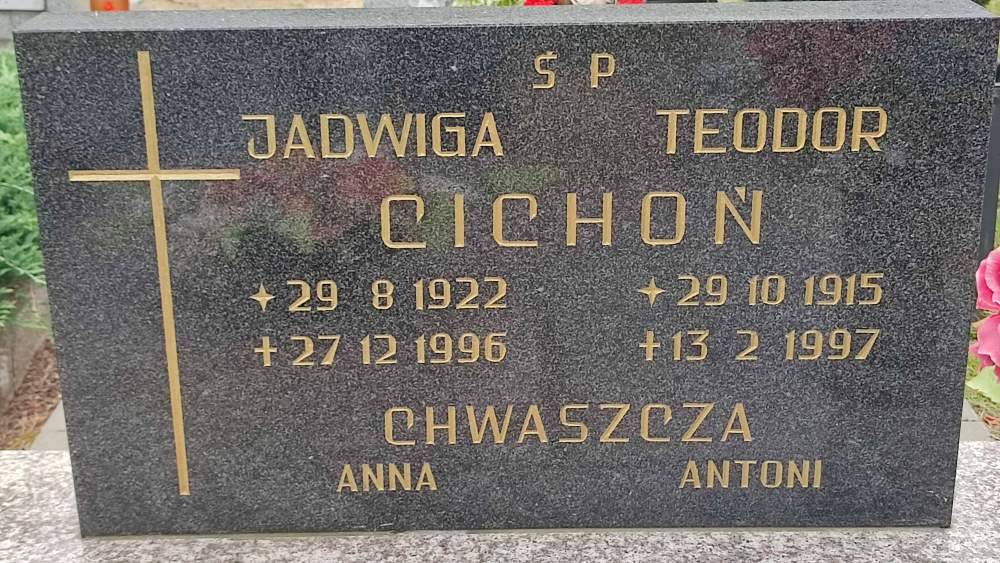 Ś P
JADWIGA TEODOR
CICHOŃ
29 8 1922 29 10 1915
27 12 1996 13 2 1997
CHWASZCZA
ANNA ANTONI